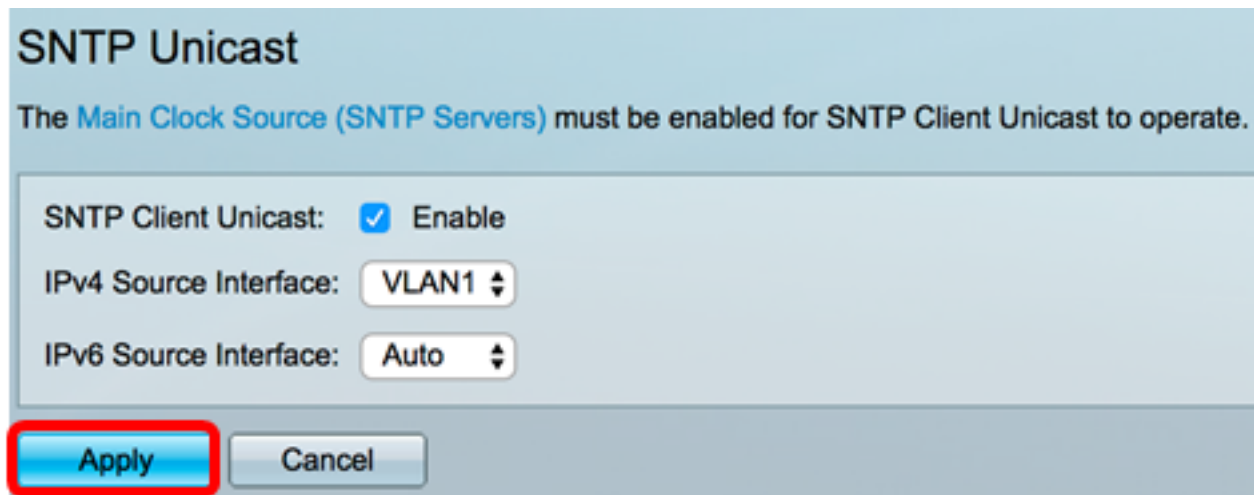 SNTP Unicast
The Main Clock Source (SNTP Servers) must be enabled for SNTP Client Unicast to operate.
SNTP Client Unicast: Enable
IPv4 Source Interface: VLAN1
IPv6 Source Interface: Auto
Apply Cancel